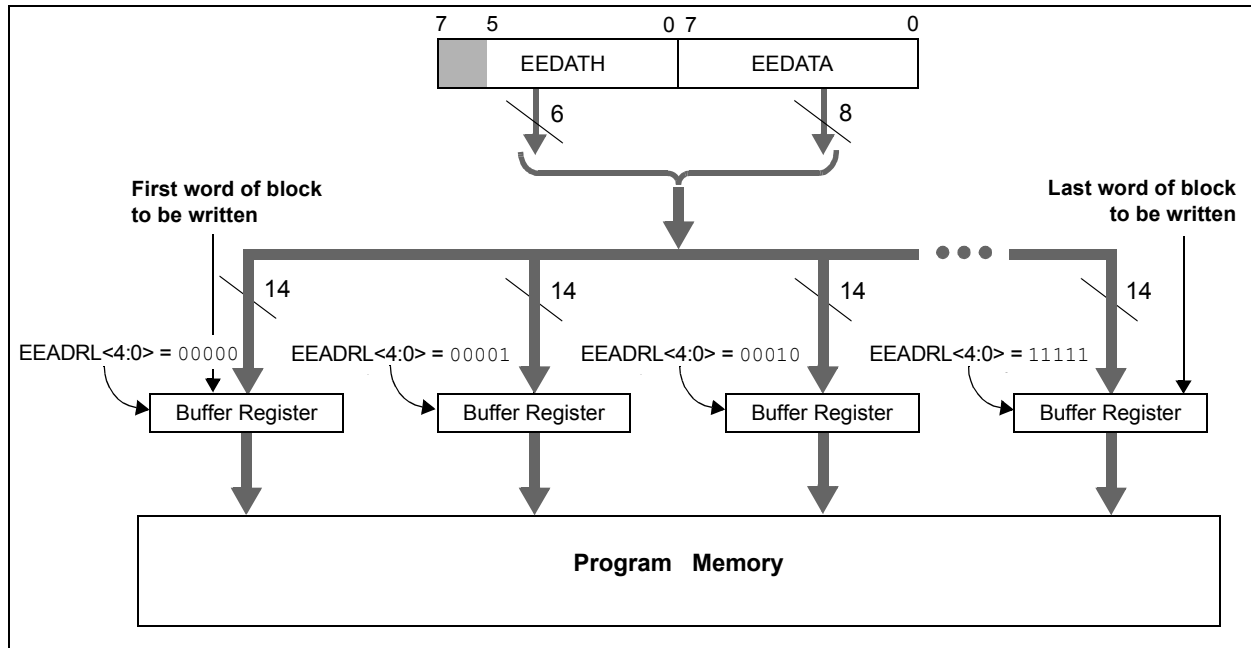 7 5 0 7 0
EEDATH EEDATA
6 8
First word of block
to be written
Last word of block
to be written
14 14 14 14
EEADRL<4:0> = 00000 EEADRL<4:0> = 00001 EEADRL<4:0> = 00010 EEADRL<4:0> = 11111
Buffer Register Buffer Register Buffer Register Buffer Register
Program Memory